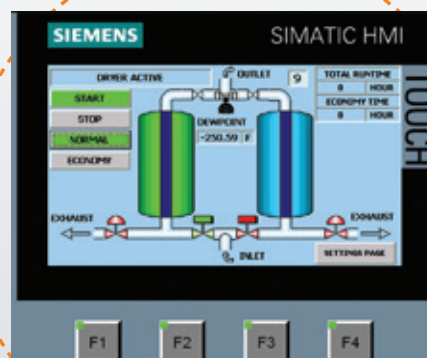 SIEMENS
SIMATIC HMI
TOUCH
DRYER ACTIVE
START
STOP
NORMAL
ECONOMY
OUTLET
9
TOTAL RUNTIME
0 HOUR
ECONOMY TIME
0 HOUR
DEWPOINT
-250.59 F
EXHAUST
EXHAUST
INLET
SETTINGS PAGE
F1
F2
F3
F4